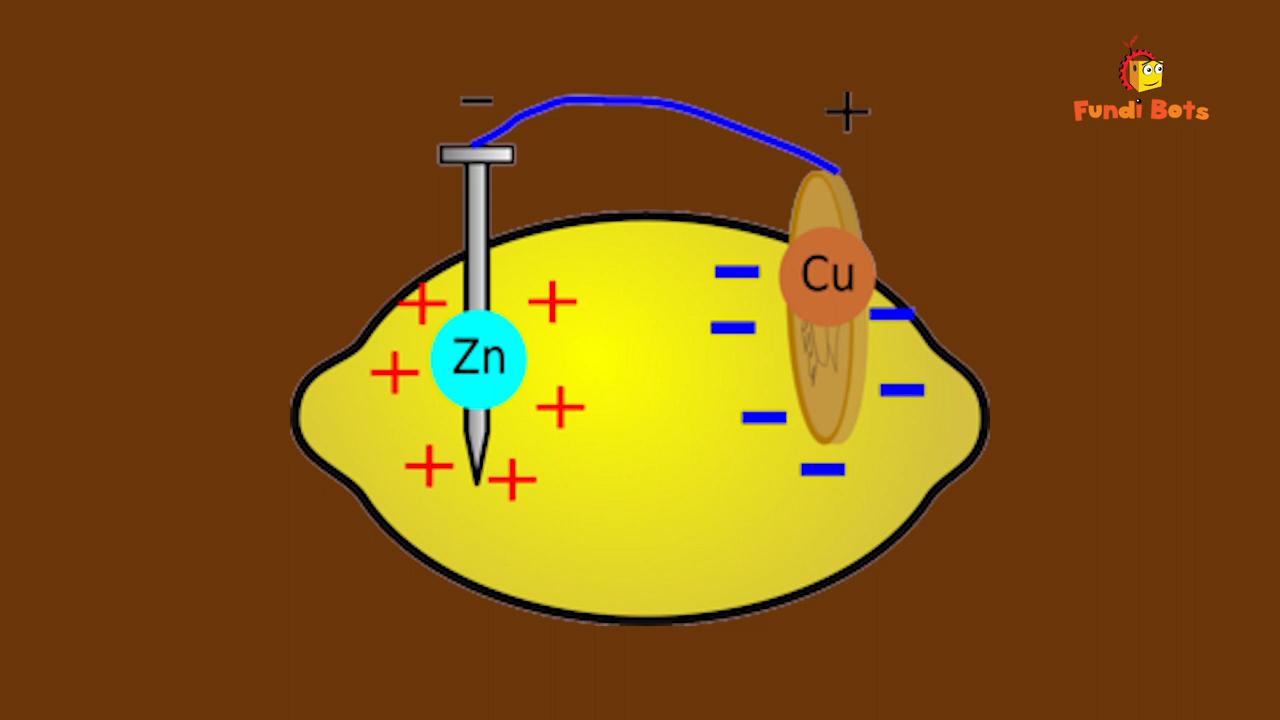 Fundi Bots
− +
Cu
Zn